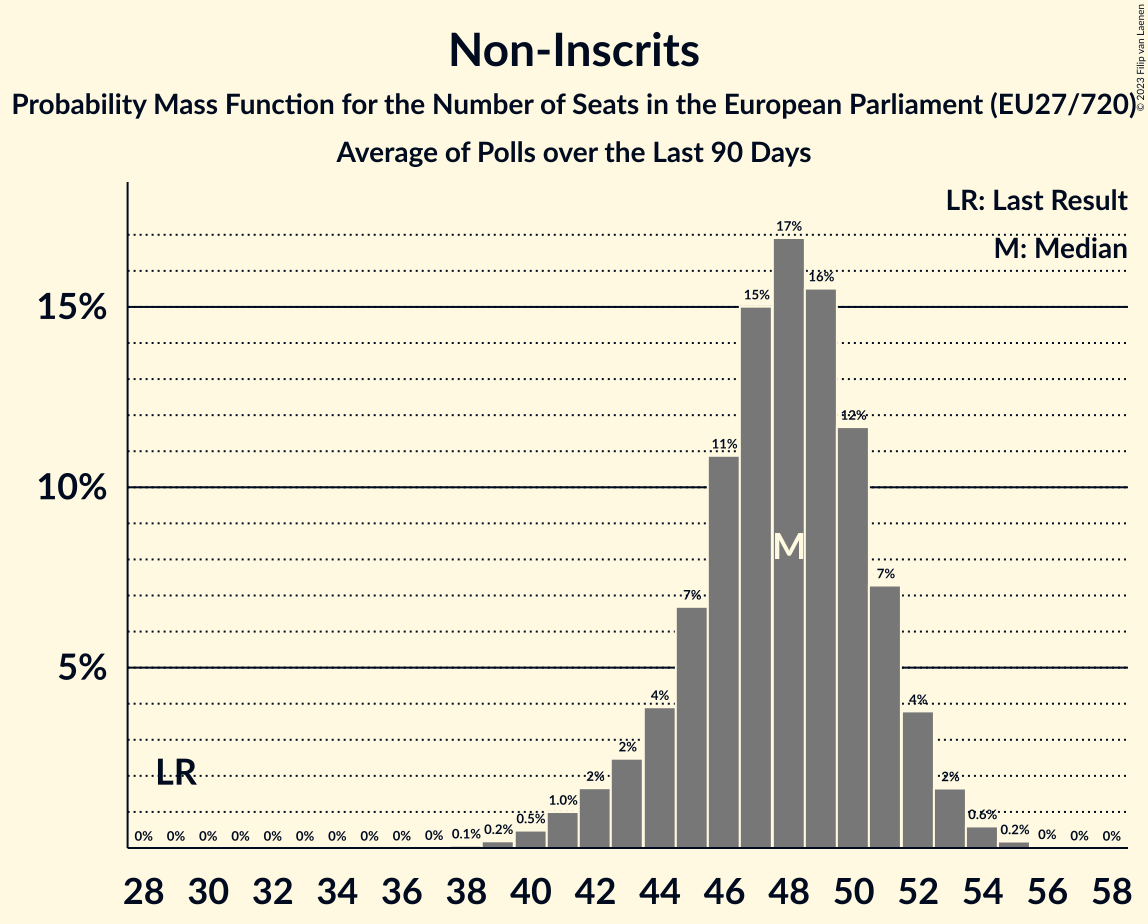 © 2023 Filip van Laenen
Non-Inscrits
Probability Mass Function for the Number of Seats in the European Parliament (EU27/720)
Average of Polls over the Last 90 Days
LR: Last Result
M: Median
17%
16%
15%
15%
12%
11%
10%
M
7%
7%
5%
4%
4%
2%
LR
2%
2%
1.0%
0.6%
0.5%
0% 0% 0% 0% 0% 0% 0% 0% 0% 0% 0.1% 0.2% 0.2% 0% 0% 0%
28 30 32 34 36 38 40 42 44 46 48 50 52 54 56 58